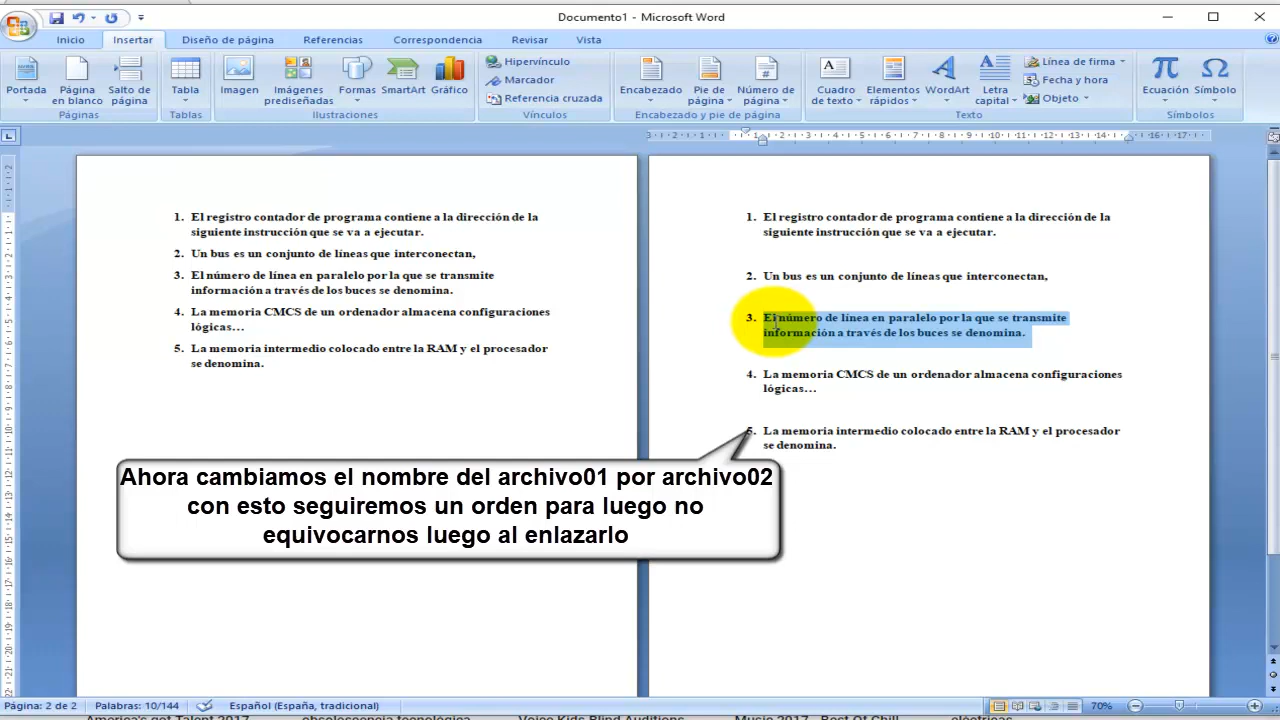 Documento1 - Microsoft Word
Inicio Insertar Diseño de página Referencias Correspondencia Revisar Vista
Portada Página en blanco Salto de página Tabla Imagen Imágenes prediseñadas Formas SmartArt Gráfico Hipervínculo Marcador Referencia cruzada Encabezado Pie de página Número de página Cuadro de texto Elementos rápidos WordArt Letra capital Línea de firma Fecha y hora Objeto Ecuación Símbolo
Páginas Tablas Ilustraciones Vínculos Encabezado y pie de página Texto Símbolos
1. El registro contador de programa contiene a la dirección de la
siguiente instrucción que se va a ejecutar.
2. Un bus es un conjunto de líneas que interconectan,
3. El número de línea en paralelo por la que se transmite
información a través de los buces se denomina.
4. La memoria CMCS de un ordenador almacena configuraciones
lógicas…
5. La memoria intermedio colocado entre la RAM y el procesador
se denomina.
1. El registro contador de programa contiene a la dirección de la
siguiente instrucción que se va a ejecutar.
2. Un bus es un conjunto de líneas que interconectan,
3. El número de línea en paralelo por la que se transmite
información a través de los buces se denomina.
4. La memoria CMCS de un ordenador almacena configuraciones
lógicas…
5. La memoria intermedio colocado entre la RAM y el procesador
se denomina.
Ahora cambiamos el nombre del archivo01 por archivo02
con esto seguiremos un orden para luego no
equivocarnos luego al enlazarlo
Página: 2 de 2 Palabras: 10/144 Español (España, tradicional) 70%
America's got Talent 2017 obsolescencia tecnológica Voice Kids Blind Auditions Music 2017 - Best Of Chill eléctricas